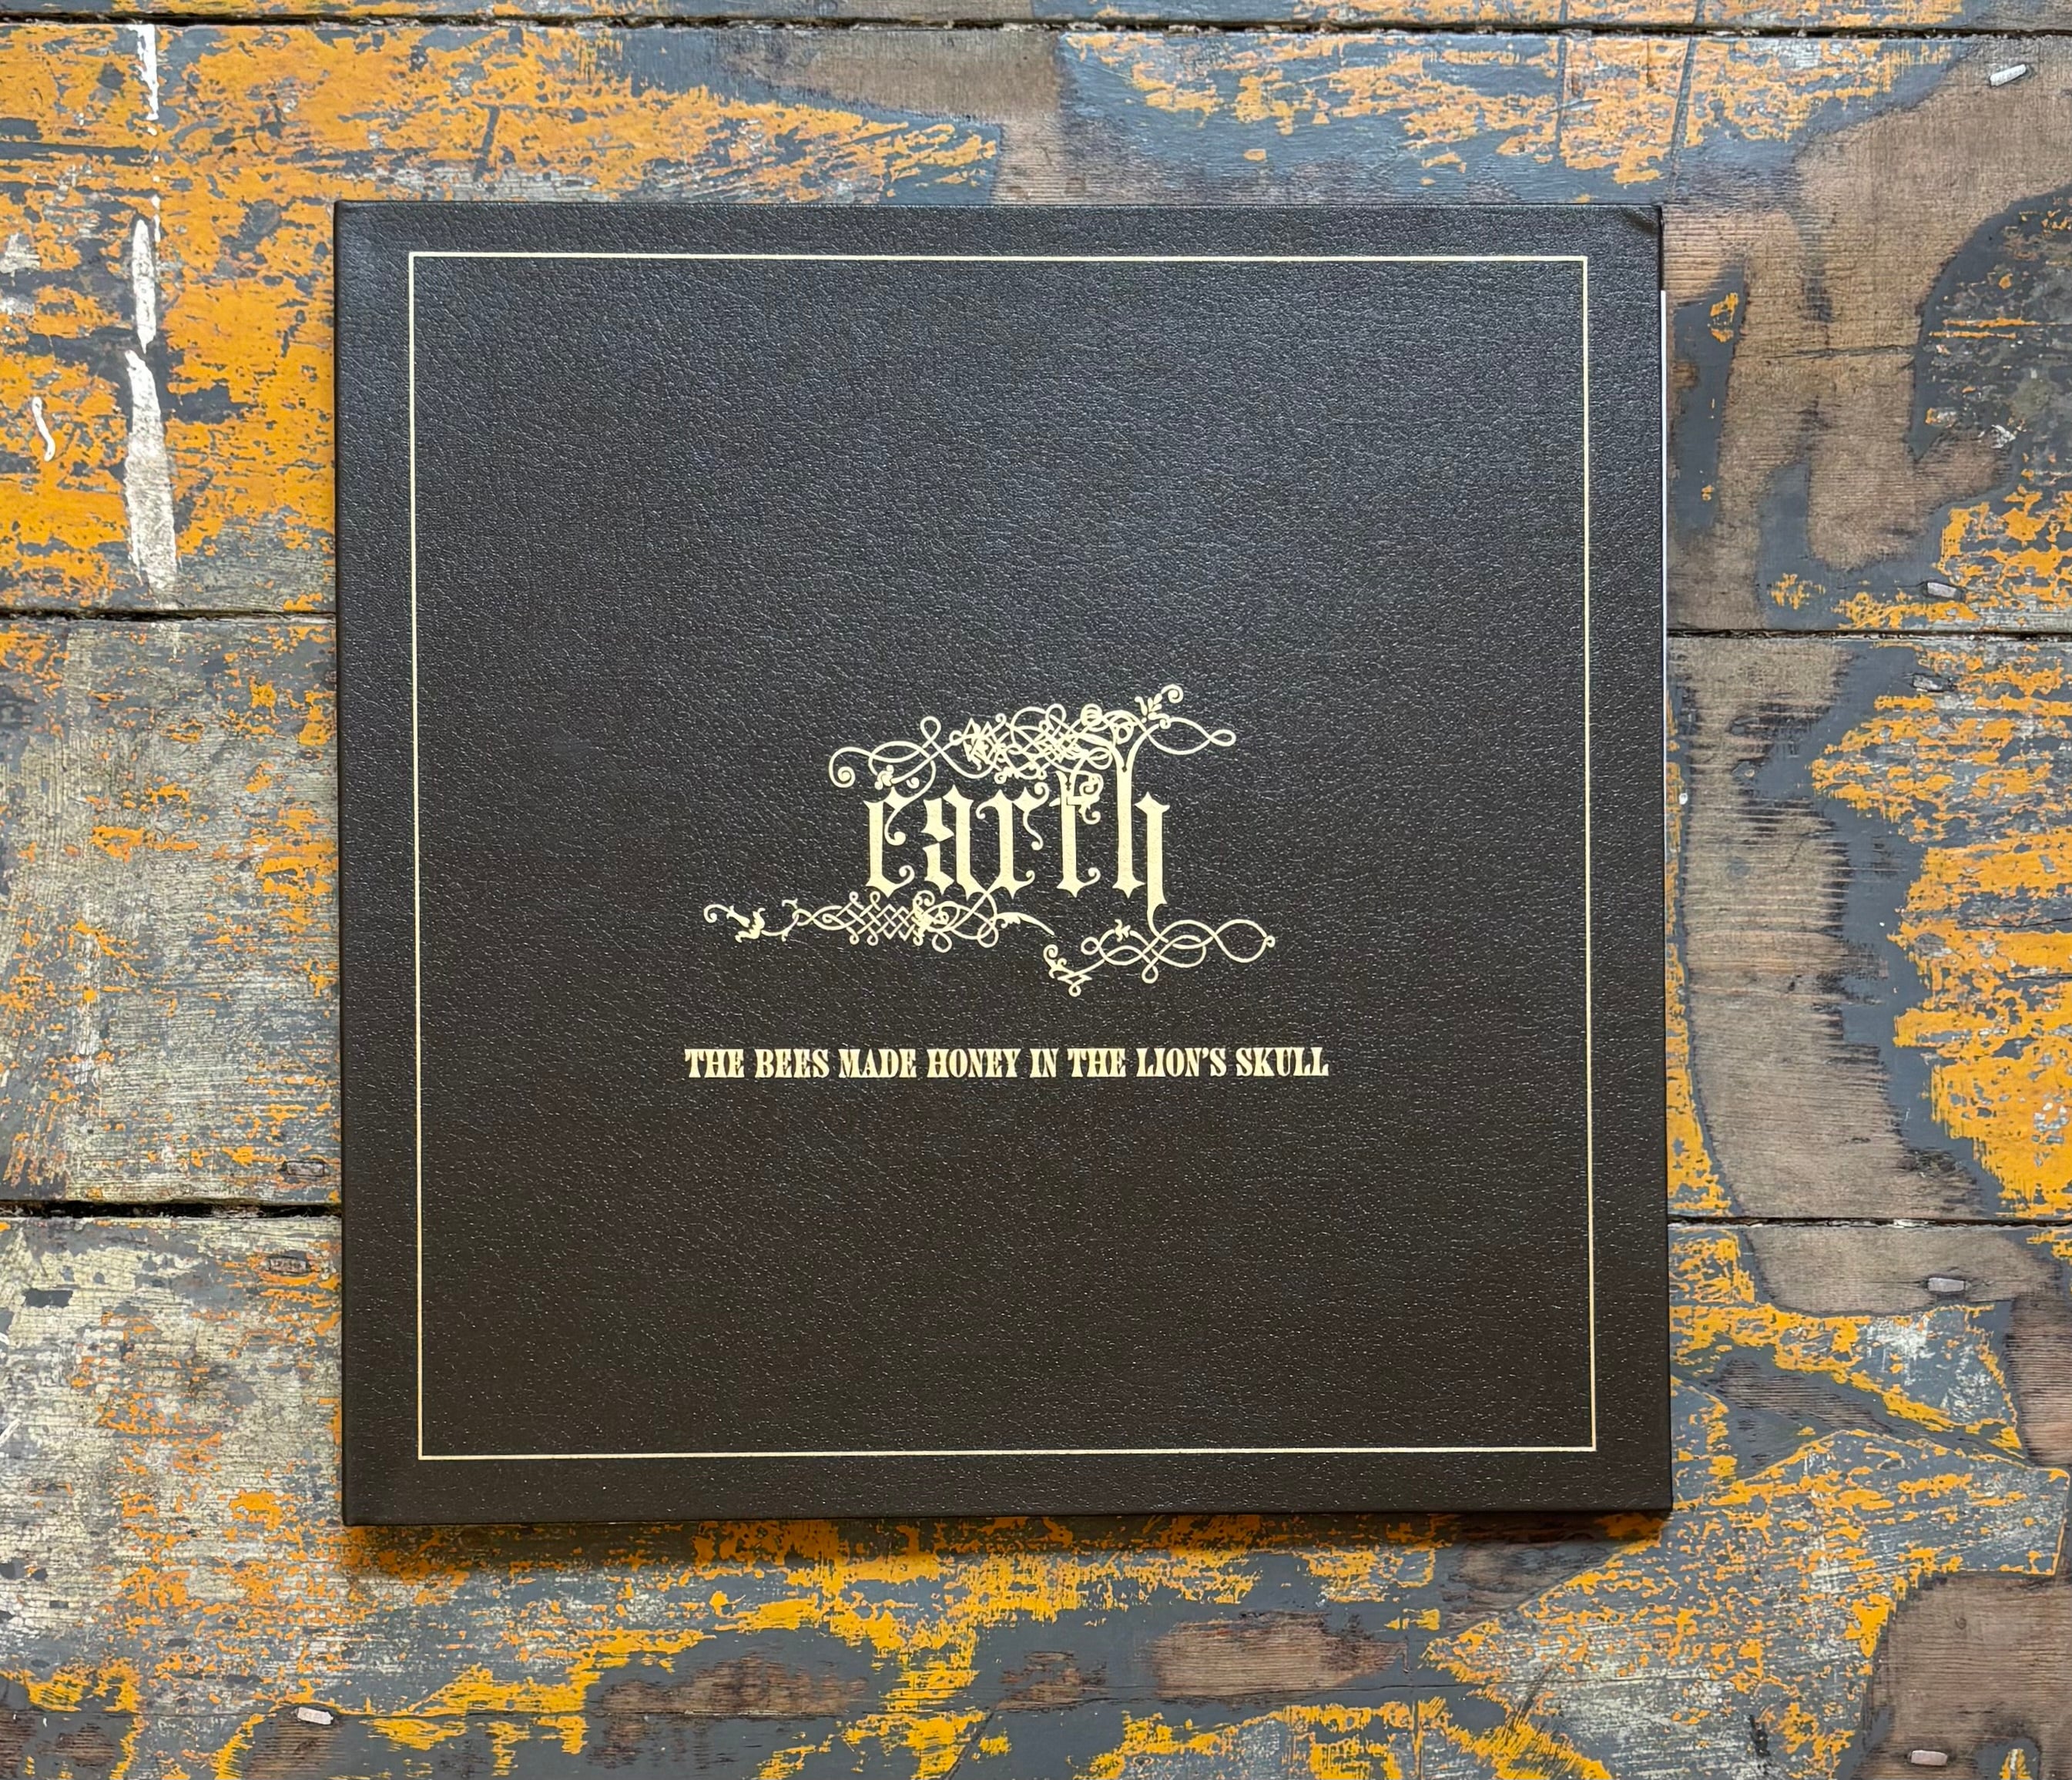 earth
THE BEES MADE HONEY IN THE LION'S SKULL